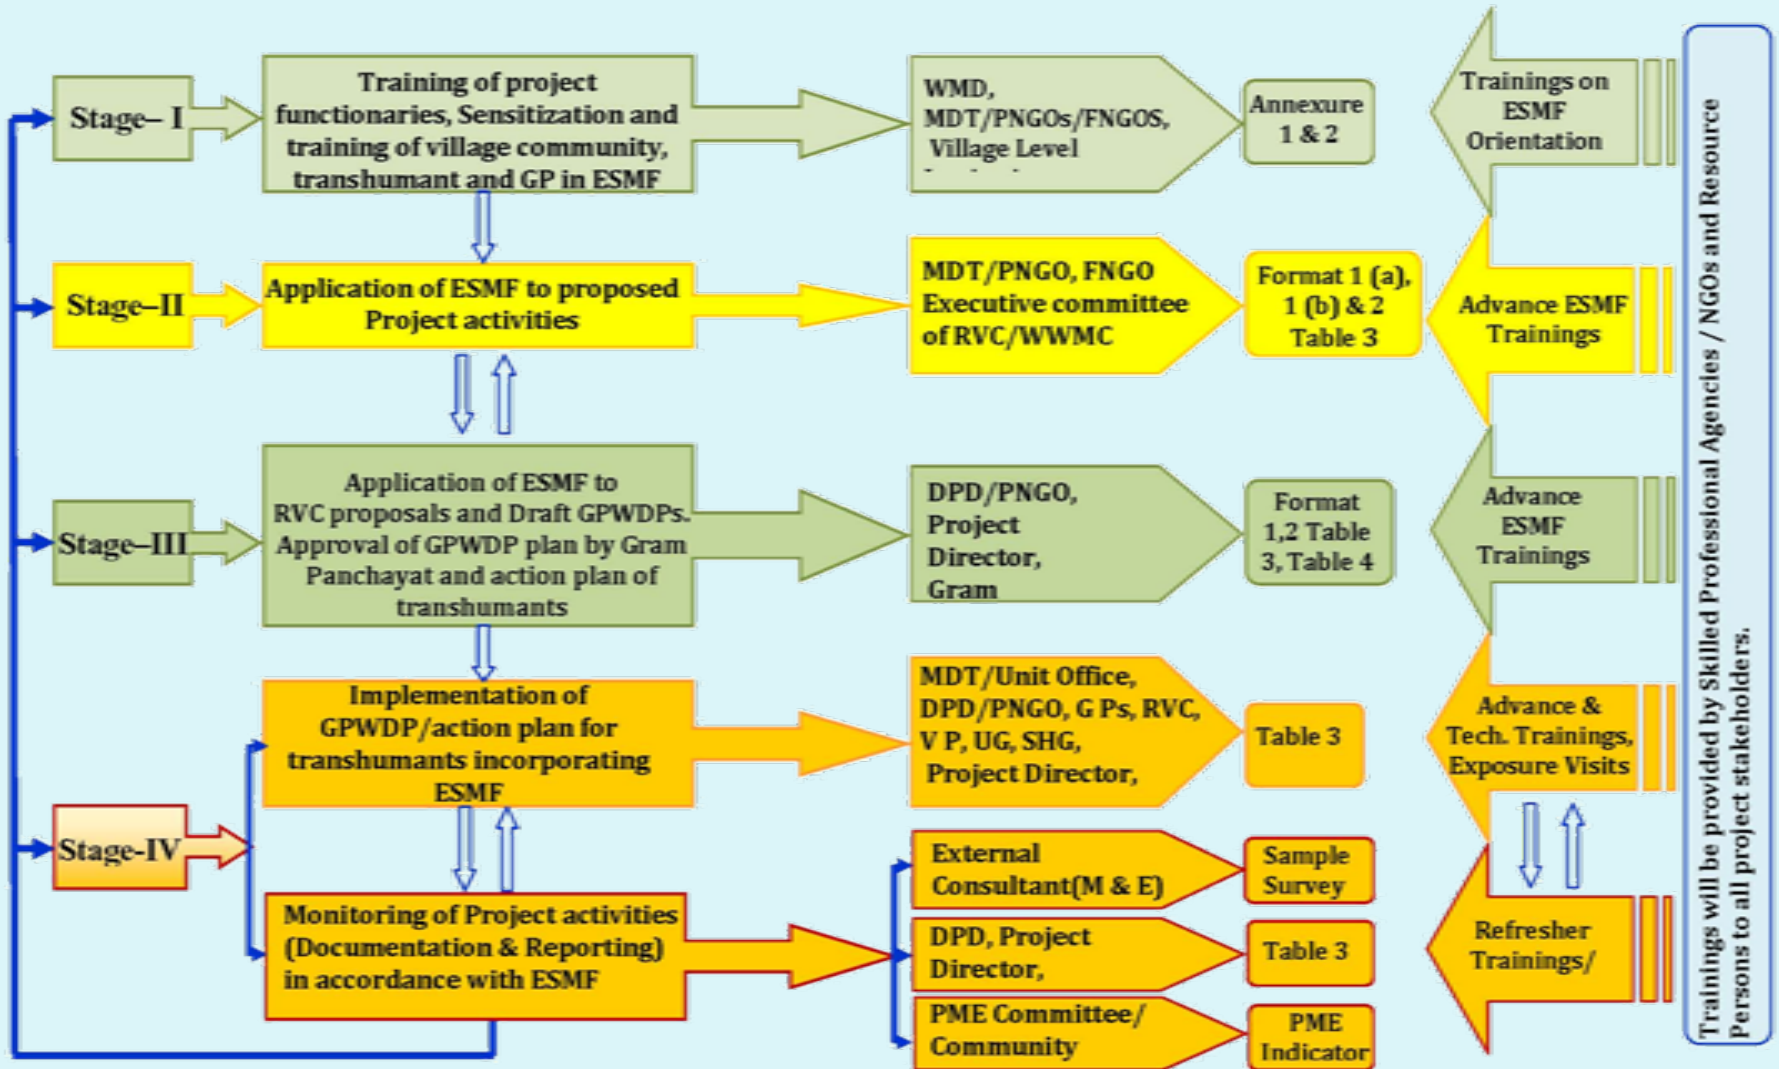 Stage– I
Training of project
functionaries, Sensitization and
training of village community,
transhumant and GP in ESMF
WMD,
MDT/PNGOs/FNGOS,
Village Level
Annexure
1 & 2
Trainings on
ESMF
Orientation
Stage–II
Application of ESMF to proposed
Project activities
MDT/PNGO, FNGO
Executive committee
of RVC/WWMC
Format 1 (a),
1 (b) & 2
Table 3
Advance ESMF
Trainings
Stage–III
Application of ESMF to
RVC proposals and Draft GPWDPs.
Approval of GPWDP plan by Gram
Panchayat and action plan of
transhumants
DPD/PNGO,
Project
Director,
Gram
Format
1,2 Table
3, Table 4
Advance
ESMF
Trainings
Stage-IV
Implementation of
GPWDP/action plan for
transhumants incorporating
ESMF
MDT/Unit Office,
DPD/PNGO, G Ps, RVC,
V P, UG, SHG,
Project Director,
Table 3
Advance &
Tech. Trainings,
Exposure Visits
Monitoring of Project activities
(Documentation & Reporting)
in accordance with ESMF
External
Consultant(M & E)
Sample
Survey
DPD, Project
Director,
Table 3
PME Committee/
Community
PME
Indicator
Refresher
Trainings/
Trainings will be provided by Skilled Professional Agencies / NGOs and Resource
Persons to all project stakeholders.